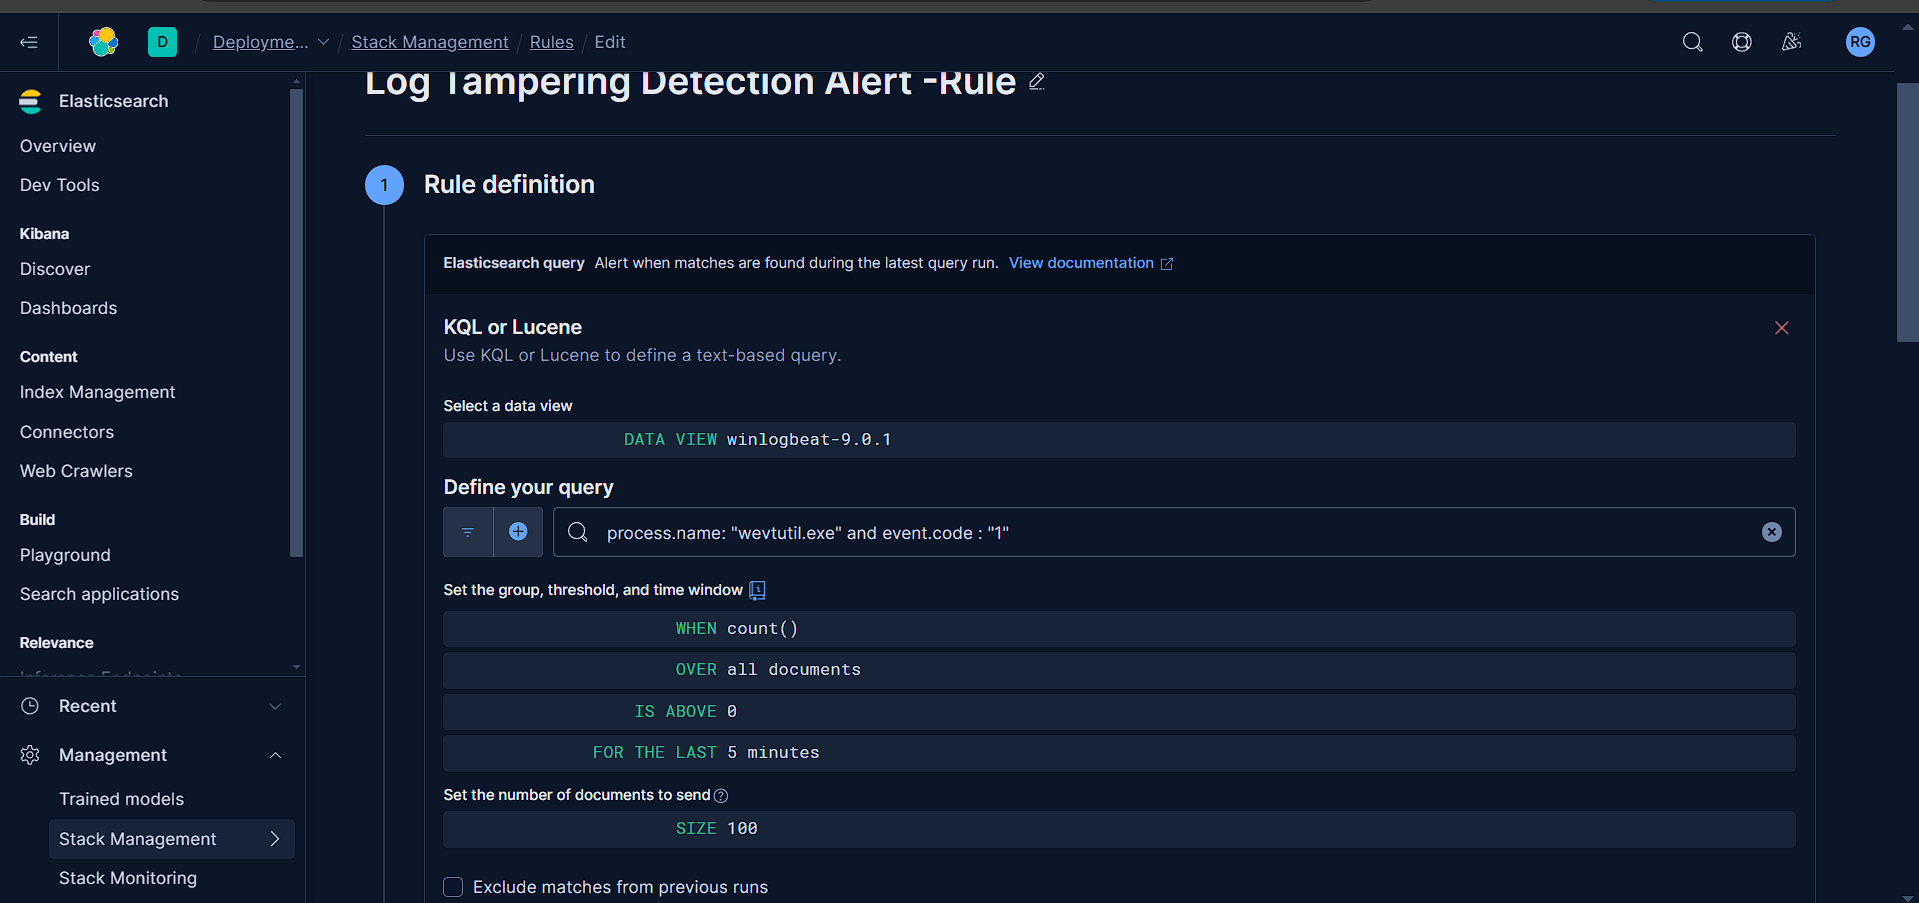 D / Deployme... / Stack Management / Rules / Edit
RG
Elasticsearch
Overview
Dev Tools
Kibana
Discover
Dashboards
Content
Index Management
Connectors
Web Crawlers
Build
Playground
Search applications
Relevance
Inference Endpoints
Recent
Management
Trained models
Stack Management
Stack Monitoring
Log Tampering Detection Alert -Rule
1 Rule definition
Elasticsearch query Alert when matches are found during the latest query run. View documentation
KQL or Lucene
Use KQL or Lucene to define a text-based query.
Select a data view
DATA VIEW winlogbeat-9.0.1
Define your query
process.name: "wevtutil.exe" and event.code : "1"
Set the group, threshold, and time window
WHEN count()
OVER all documents
IS ABOVE 0
FOR THE LAST 5 minutes
Set the number of documents to send
SIZE 100
Exclude matches from previous runs